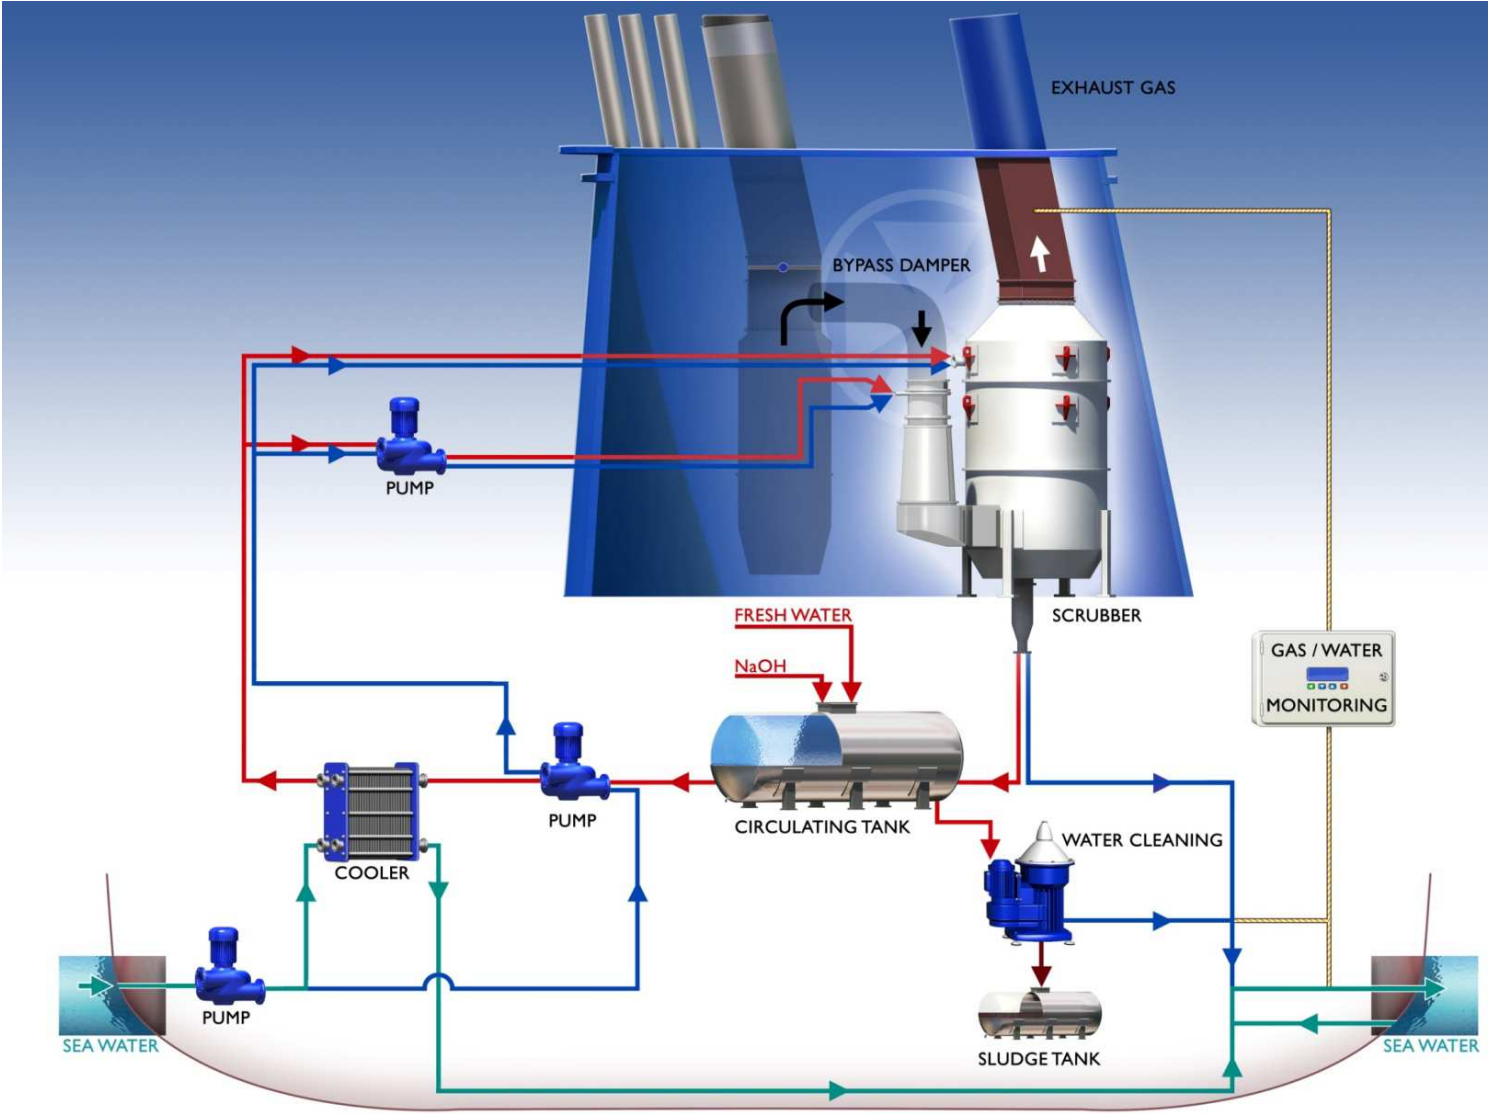 EXHAUST GAS
BYPASS DAMPER
PUMP
FRESH WATER
SCRUBBER
NaOH
GAS / WATER
MONITORING
PUMP
CIRCULATING TANK
WATER CLEANING
COOLER
PUMP
SEA WATER
SLUDGE TANK
SEA WATER